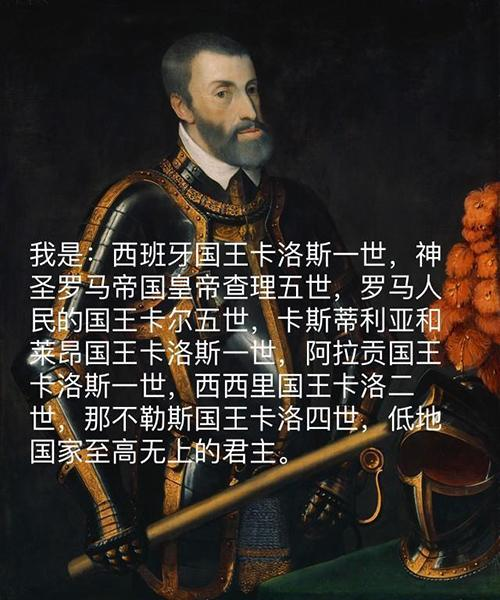 我是：西班牙国王卡洛斯一世，神
圣罗马帝国皇帝查理五世，罗马人
民的国王卡尔五世，卡斯蒂利亚和
莱昂国王卡洛斯一世，阿拉贡国王
卡洛斯一世，西西里国王卡洛二
世，那不勒斯国王卡洛四世，低地
国家至高无上的君主。